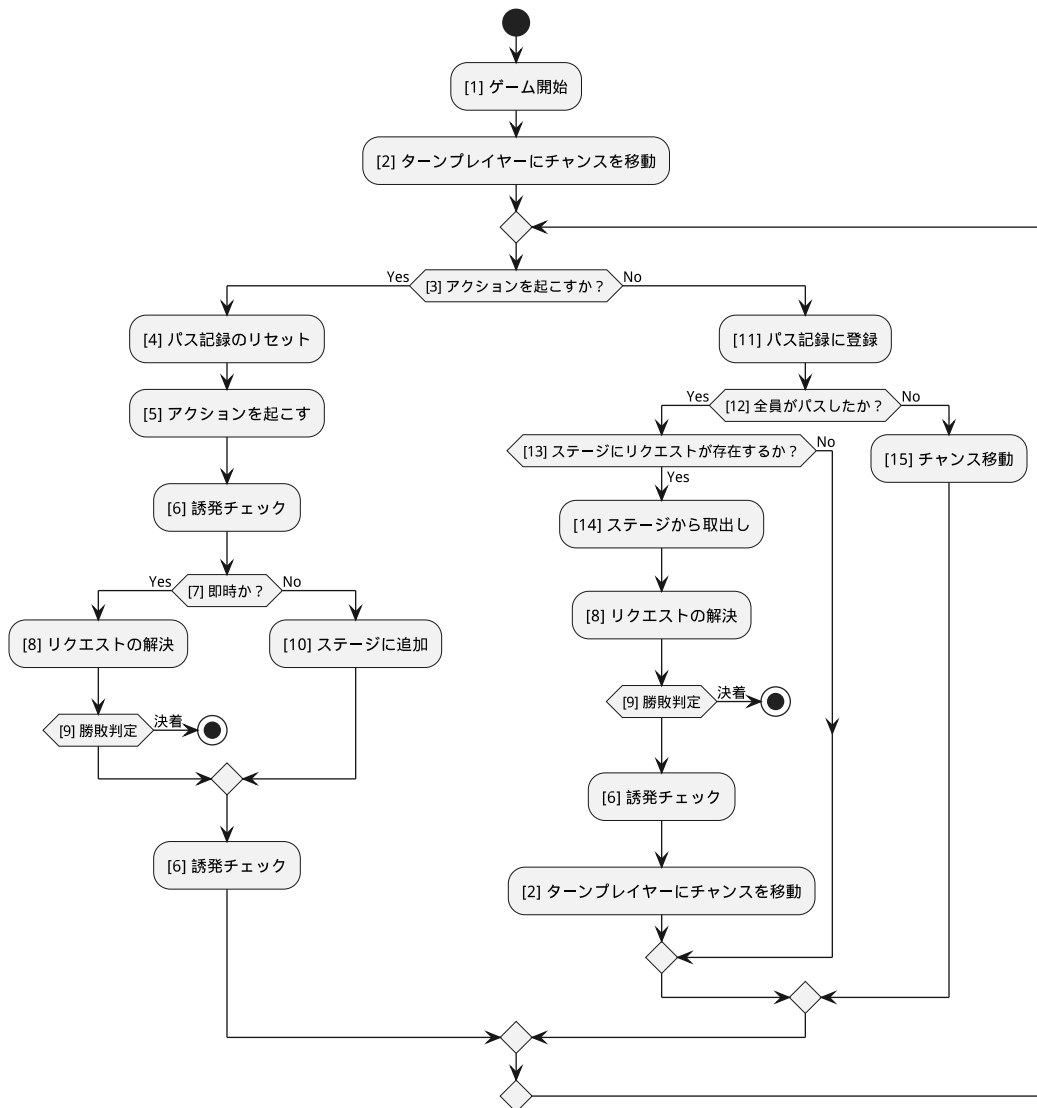 [1] ゲーム開始
[2] ターンプレイヤーにチャンスを移動
[3] アクションを起こすか？
Yes
No
[4] パス記録のリセット
[5] アクションを起こす
[6] 誘発チェック
[7] 即時か？
Yes
No
[8] リクエストの解決
[10] ステージに追加
[9] 勝敗判定
決着
[6] 誘発チェック
[11] パス記録に登録
[12] 全員がパスしたか？
Yes
No
[13] ステージにリクエストが存在するか？
No
Yes
[15] チャンス移動
[14] ステージから取出し
[8] リクエストの解決
[9] 勝敗判定
決着
[6] 誘発チェック
[2] ターンプレイヤーにチャンスを移動